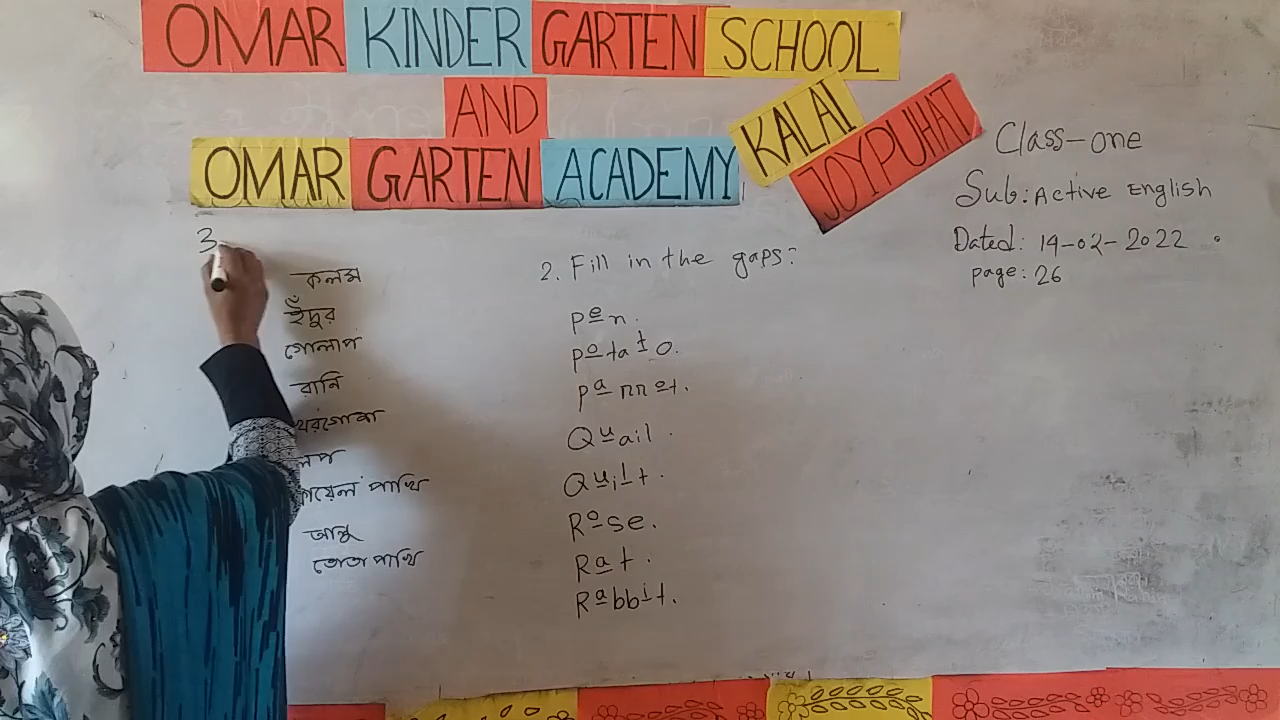 OMAR KINDER GARTEN SCHOOL
AND
OMAR GARTEN ACADEMY
KALAI
JOYPUHAT
Class-one
Sub: Active English
Dated: 14-02-2022
page: 26
3
কলম
ইঁদুর
গোলাপ
রানি
খরগোশ
লেপ
কোয়েল পাখি
আলু
তোতা পাখি
2. Fill in the gaps:
pen.
potato.
parrot.
Quail.
Quilt.
Rose.
Rat.
Rabbit.